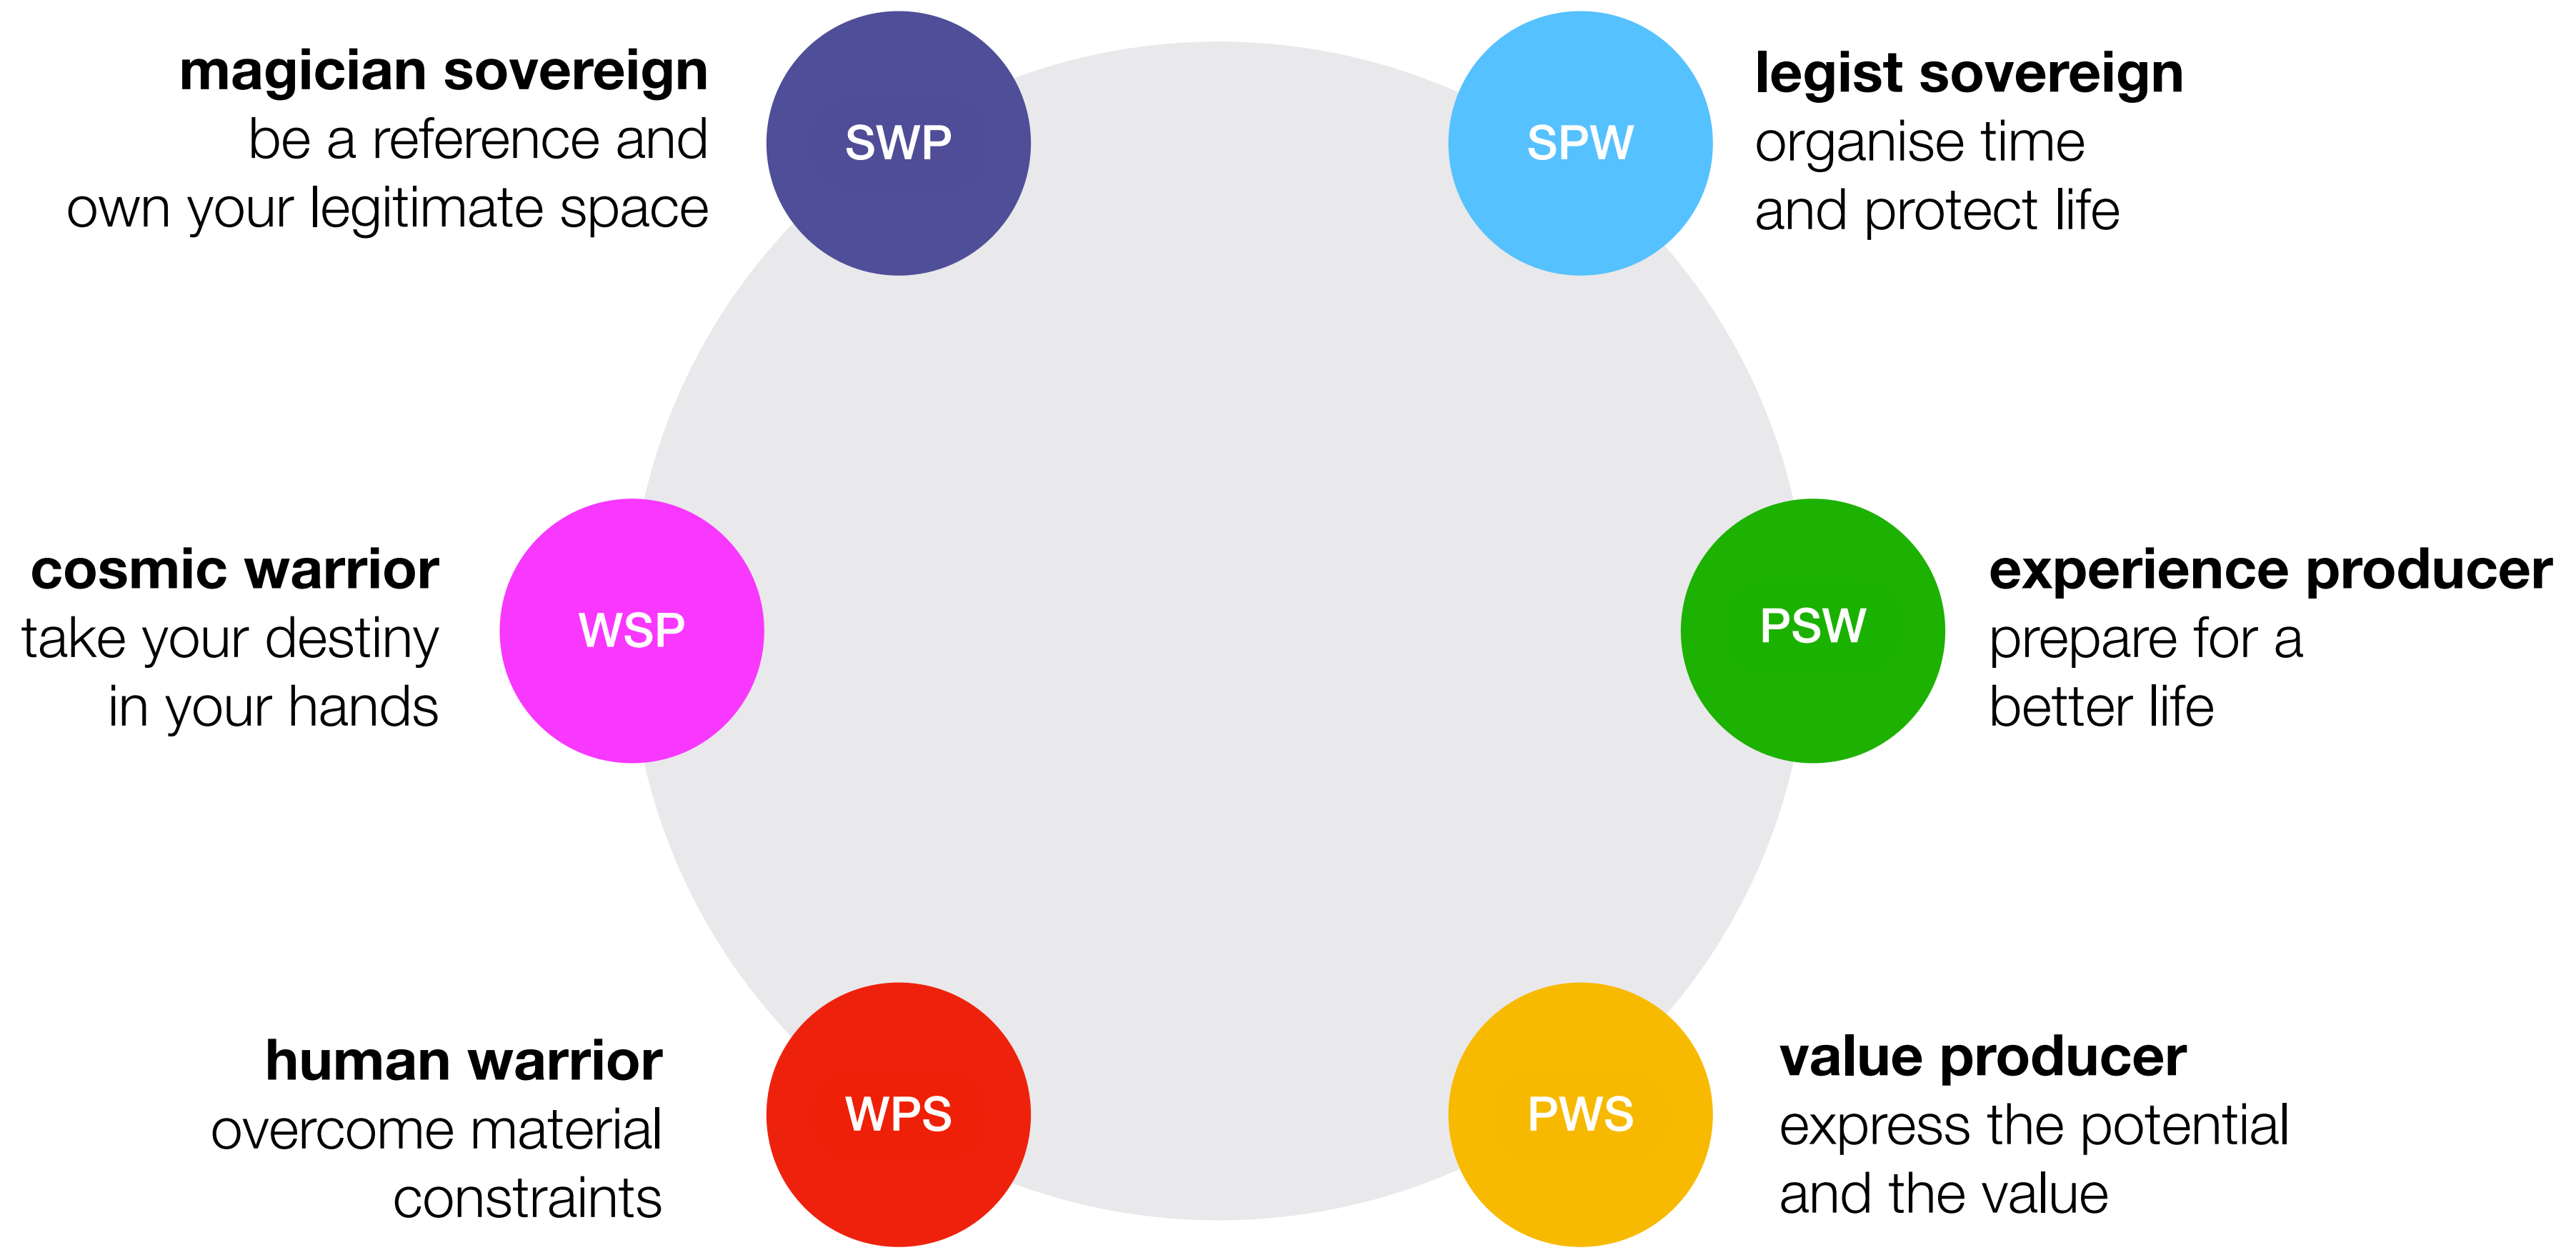 magician sovereign
be a reference and
own your legitimate space
SWP
SPW
legist sovereign
organise time
and protect life
cosmic warrior
take your destiny
in your hands
WSP
PSW
experience producer
prepare for a
better life
human warrior
overcome material
constraints
WPS
PWS
value producer
express the potential
and the value